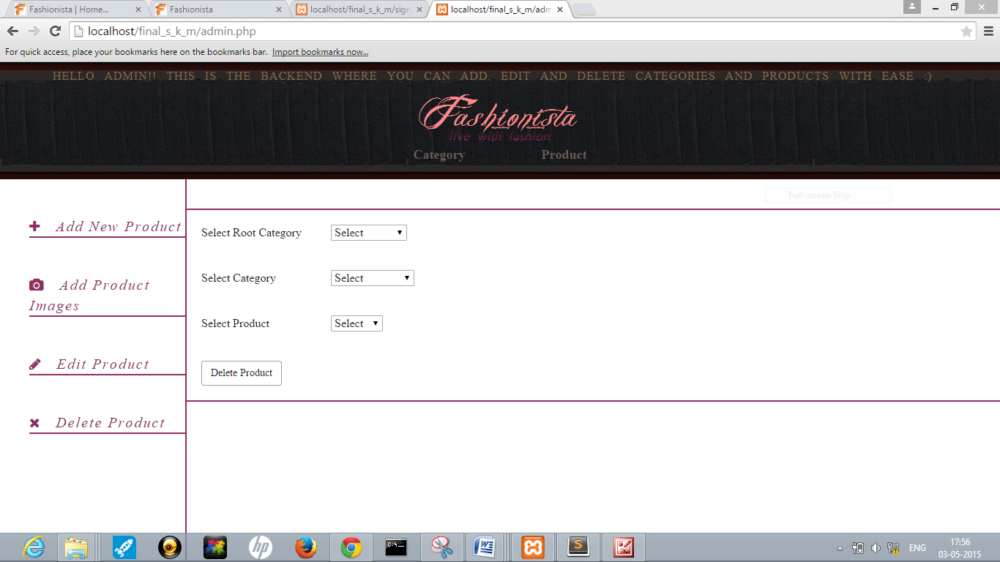 Fashionista | Home... Fashionista localhost/final_s_k_m/sign localhost/final_s_k_m/adm
localhost/final_s_k_m/admin.php
For quick access, place your bookmarks here on the bookmarks bar. Import bookmarks now...
HELLO ADMIN!! THIS IS THE BACKEND WHERE YOU CAN ADD, EDIT AND DELETE CATEGORIES AND PRODUCTS WITH EASE :)
Fashionista
live with fashion
Category Product
Full-screen Snip
Add New Product
Select Root Category Select
Add Product
Images
Select Category Select
Select Product Select
Edit Product
Delete Product
Delete Product
hp C:\. W S
ENG 17:56
03-05-2015